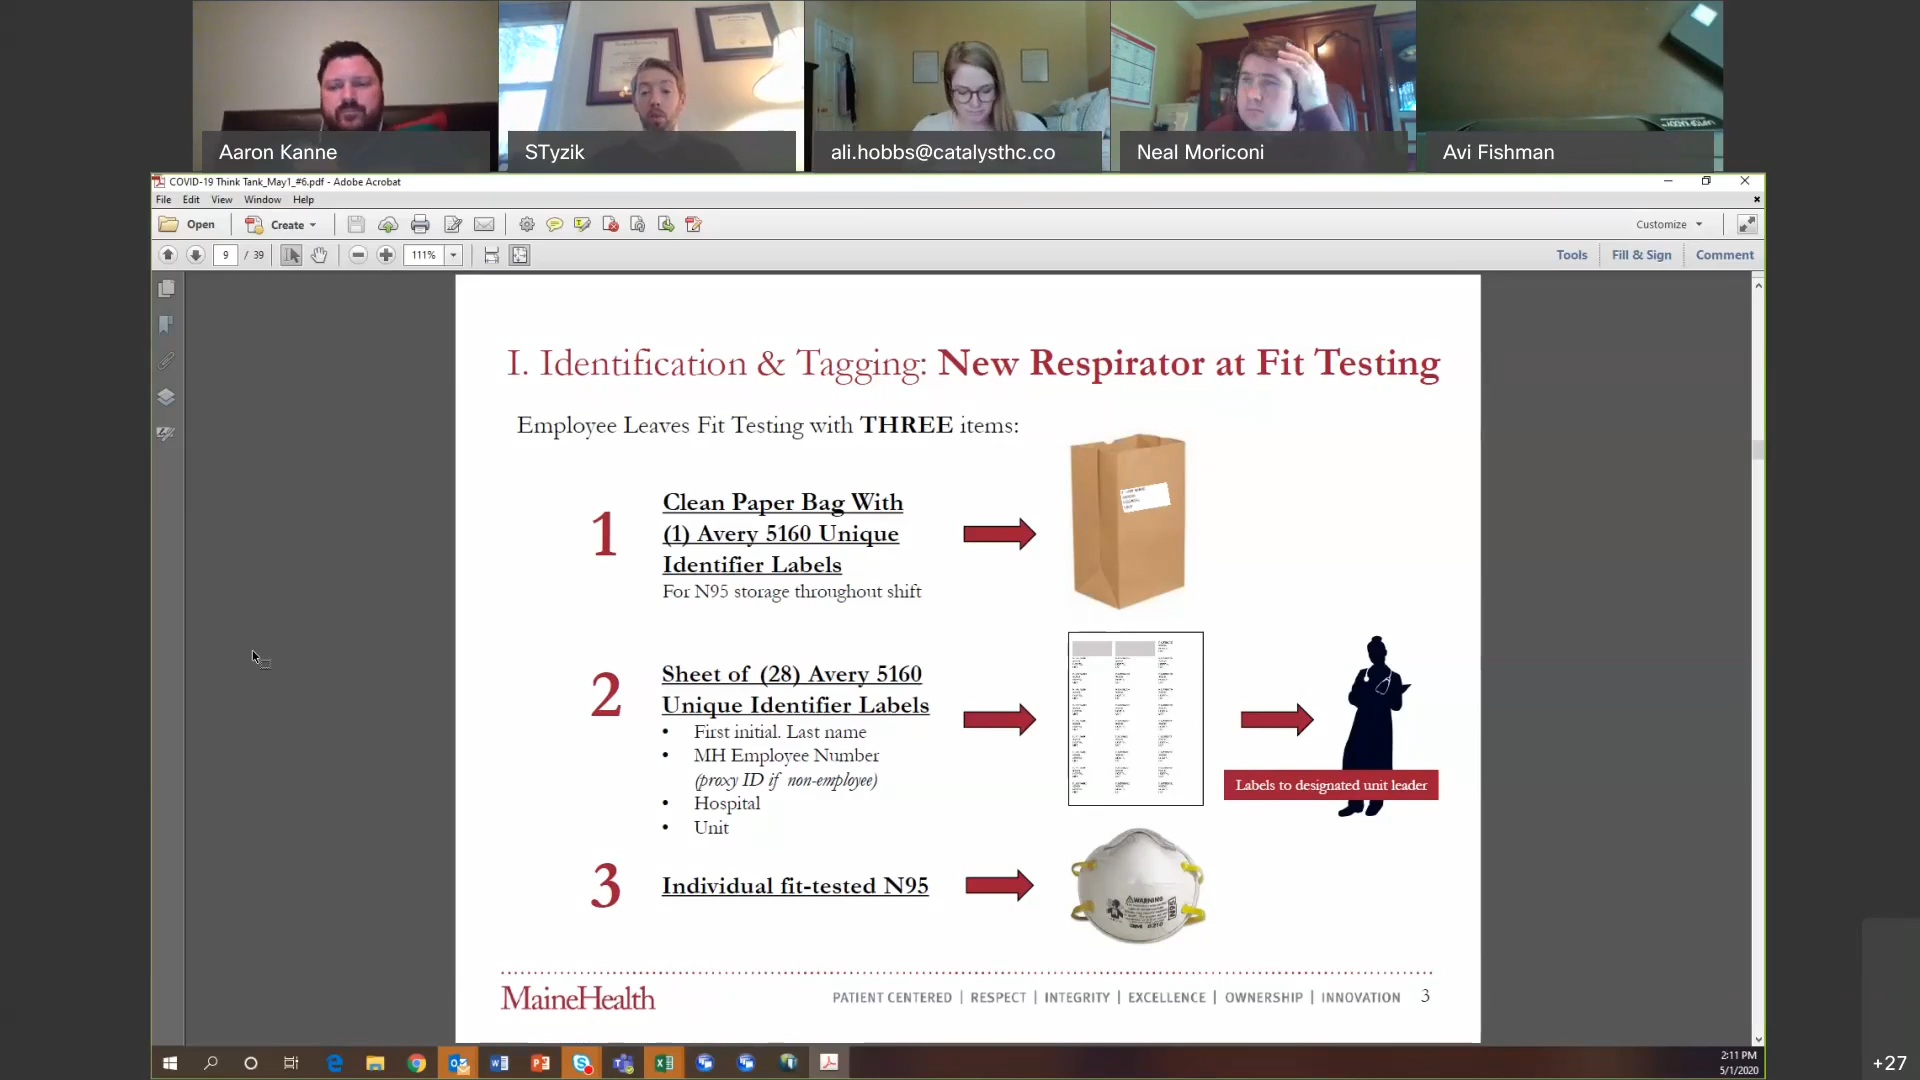 Aaron Kanne
STyzik
ali.hobbs@catalysthc.co
Neal Moriconi
Avi Fishman
COVID-19 Think Tank_May1_#6.pdf - Adobe Acrobat
File Edit View Window Help
Open
Create
Customize
9 / 39
111%
Tools
Fill & Sign
Comment
I. Identification & Tagging: New Respirator at Fit Testing
Employee Leaves Fit Testing with THREE items:
1
Clean Paper Bag With
(1) Avery 5160 Unique
Identifier Labels
For N95 storage throughout shift
2
Sheet of (28) Avery 5160
Unique Identifier Labels
• First initial. Last name
• MH Employee Number
(proxy ID if non-employee)
• Hospital
• Unit
Labels to designated unit leader
3
Individual fit-tested N95
WARNING
MaineHealth
PATIENT CENTERED | RESPECT | INTEGRITY | EXCELLENCE | OWNERSHIP | INNOVATION 3
2:11 PM
5/1/2020
+27